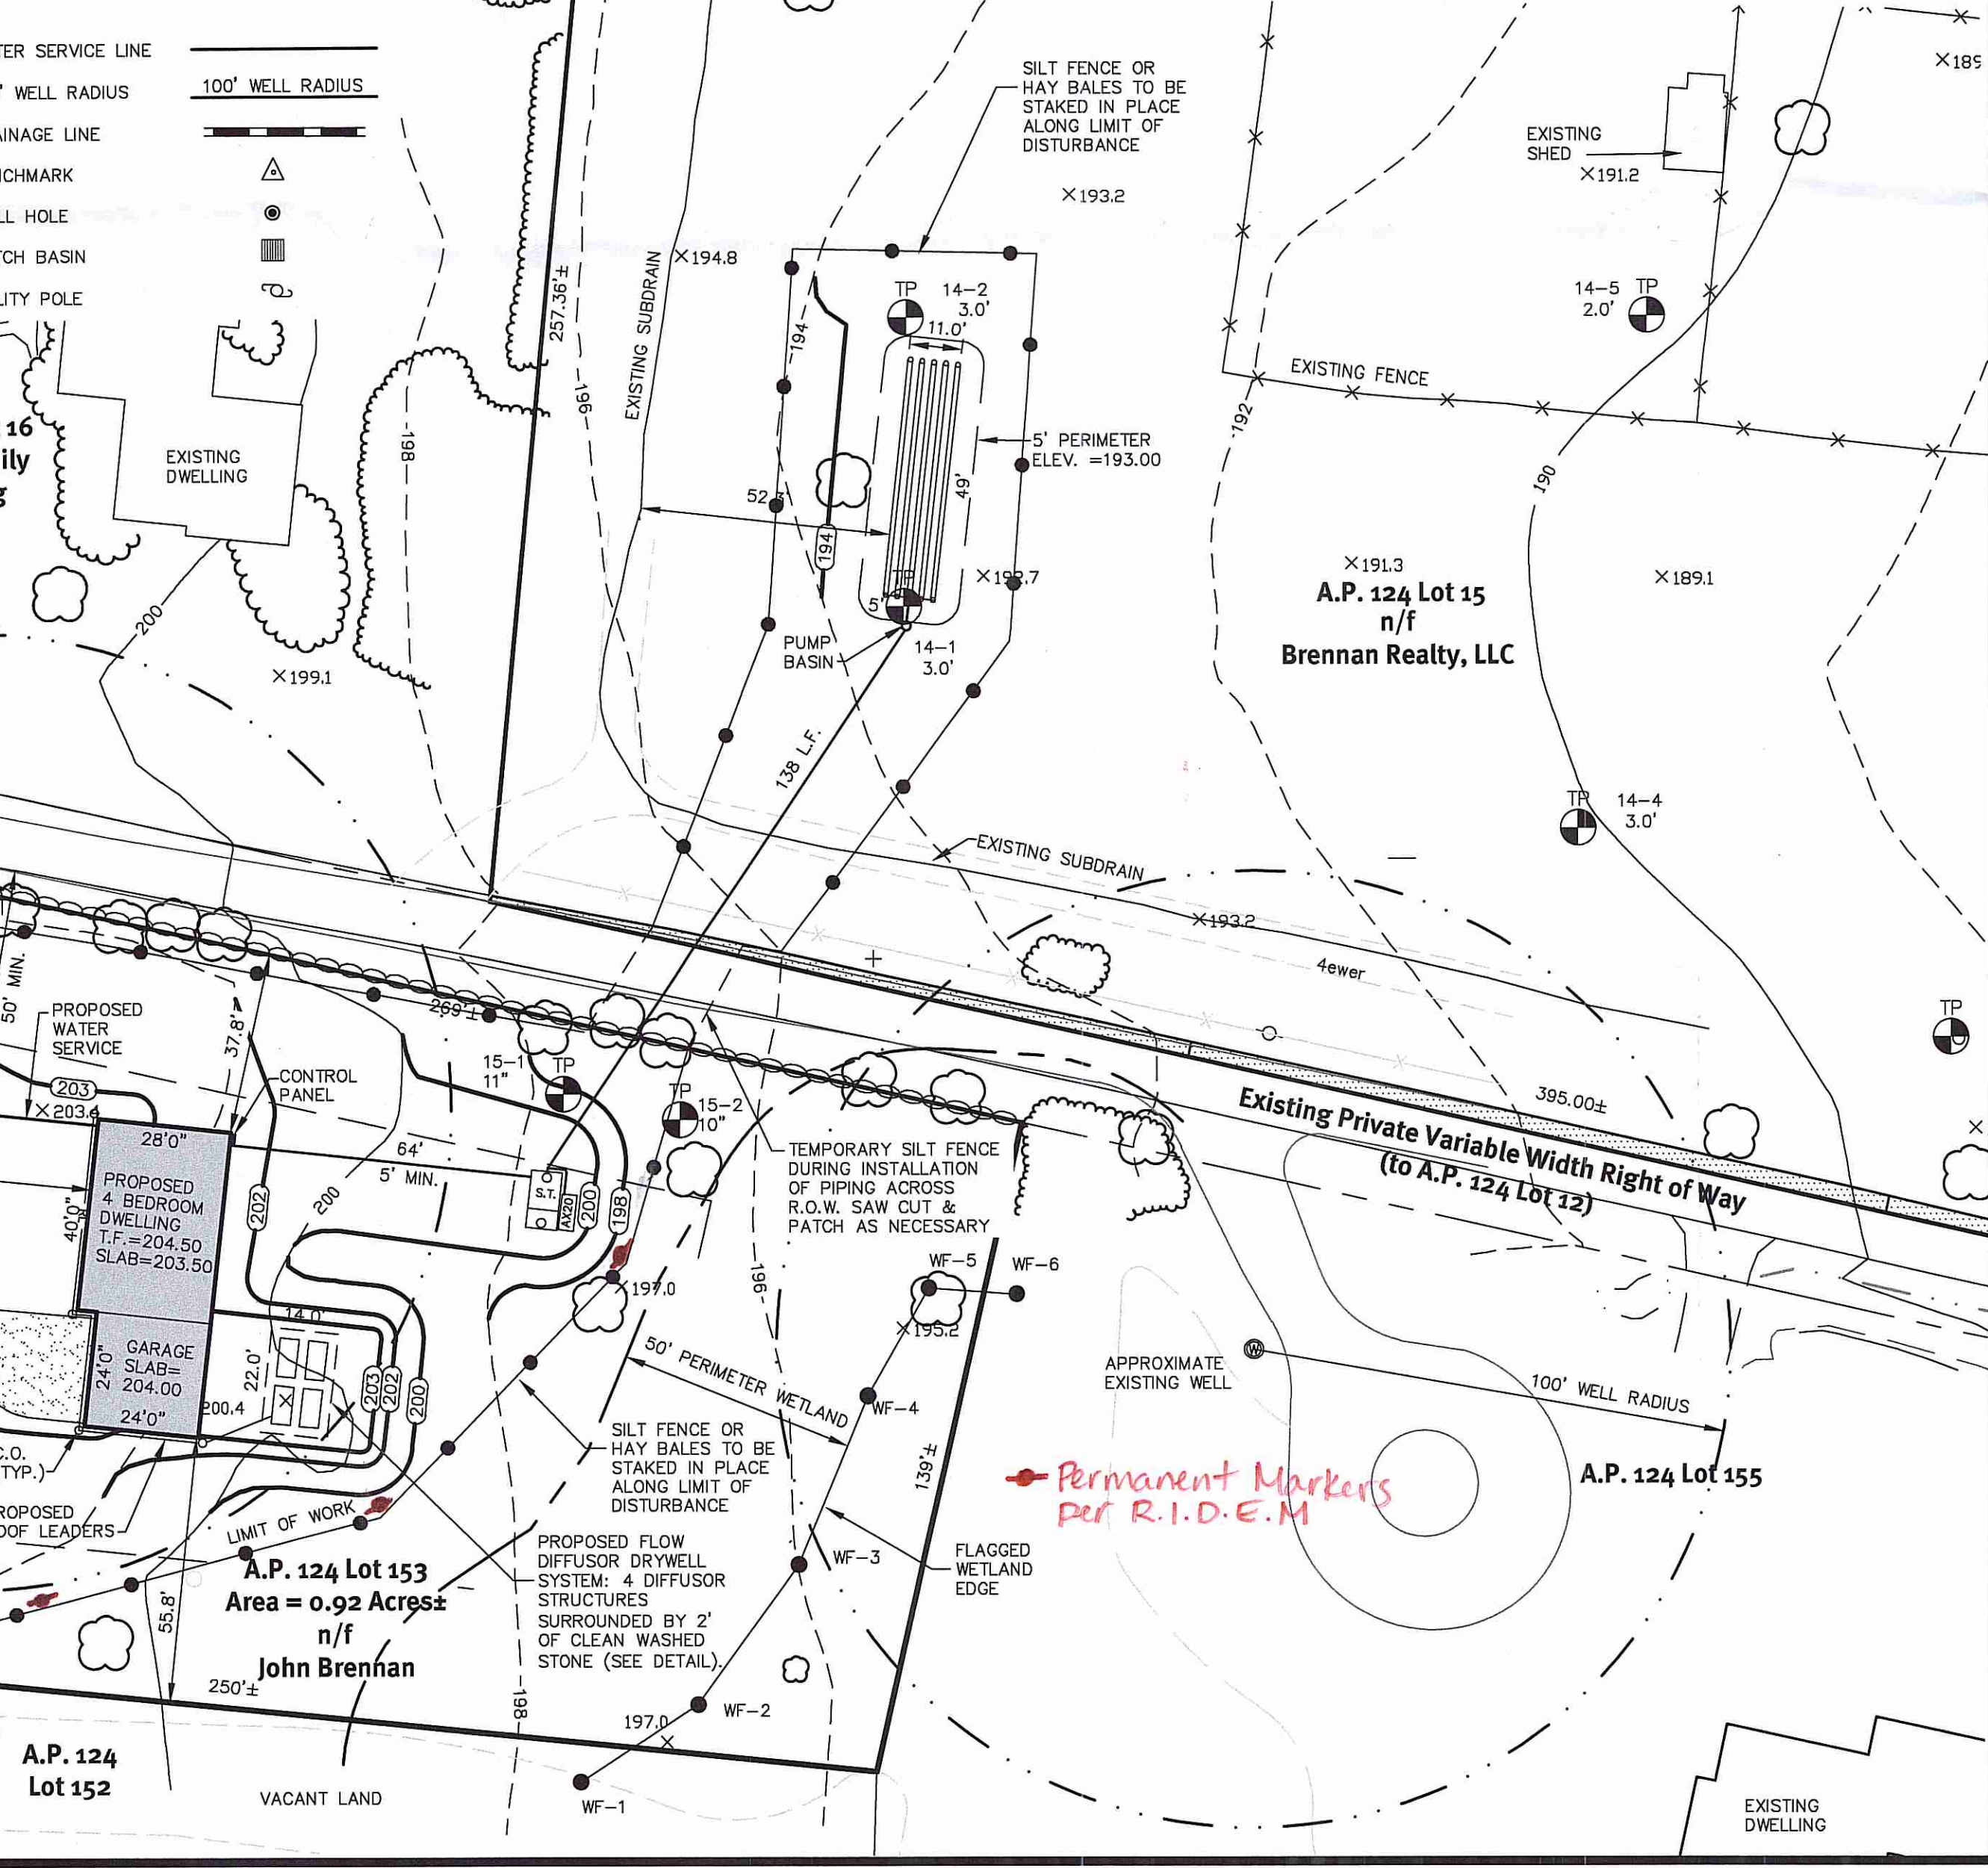 TER SERVICE LINE
' WELL RADIUS
100' WELL RADIUS
AINAGE LINE
CHMARK
LL HOLE
TCH BASIN
LITY POLE
16
ily
g
EXISTING
DWELLING
200
×199.1
198
257.36'±
196
EXISTING SUBDRAIN
×194.8
SILT FENCE OR
HAY BALES TO BE
STAKED IN PLACE
ALONG LIMIT OF
DISTURBANCE
×193.2
194
TP
14-2
3.0'
11.0'
5' PERIMETER
ELEV. =193.00
49'
52.3'
194
TP
5'
×192.7
PUMP
BASIN
14-1
3.0'
138 L.F.
EXISTING
SHED
×191.2
×189
14-5
2.0'
TP
EXISTING FENCE
192
190
×191.3
×189.1
A.P. 124 Lot 15
n/f
Brennan Realty, LLC
TP
14-4
3.0'
EXISTING SUBDRAIN
×193.2
4ewer
TP
395.00±
Existing Private Variable Width Right of Way
(to A.P. 124 Lot 12)
50' MIN.
PROPOSED
WATER
SERVICE
37.8'
269'±
203
×203.4
CONTROL
PANEL
15-1
11"
TP
TP
15-2
10"
28'0"
PROPOSED
4 BEDROOM
DWELLING
T.F.=204.50
SLAB=203.50
40'0"
202
200
64'
5' MIN.
S.T.
AX20
200
198
TEMPORARY SILT FENCE
DURING INSTALLATION
OF PIPING ACROSS
R.O.W. SAW CUT &
PATCH AS NECESSARY
×197.0
196
WF-5
WF-6
×195.2
GARAGE
SLAB=
204.00
24'0"
24'0"
14.0'
22.0'
200.4
203
202
200
50' PERIMETER WETLAND
WF-4
APPROXIMATE
EXISTING WELL
W
100' WELL RADIUS
SILT FENCE OR
HAY BALES TO BE
STAKED IN PLACE
ALONG LIMIT OF
DISTURBANCE
139'±
Permanent Markers
per R.I.D.E.M
A.P. 124 Lot 155
C.O.
TYP.)
ROPOSED
OOF LEADERS
LIMIT OF WORK
A.P. 124 Lot 153
Area = 0.92 Acres±
n/f
John Brennan
PROPOSED FLOW
DIFFUSOR DRYWELL
SYSTEM: 4 DIFFUSOR
STRUCTURES
SURROUNDED BY 2'
OF CLEAN WASHED
STONE (SEE DETAIL).
WF-3
FLAGGED
WETLAND
EDGE
55.8'
250'±
198
WF-2
197.0
×
WF-1
A.P. 124
Lot 152
VACANT LAND
EXISTING
DWELLING